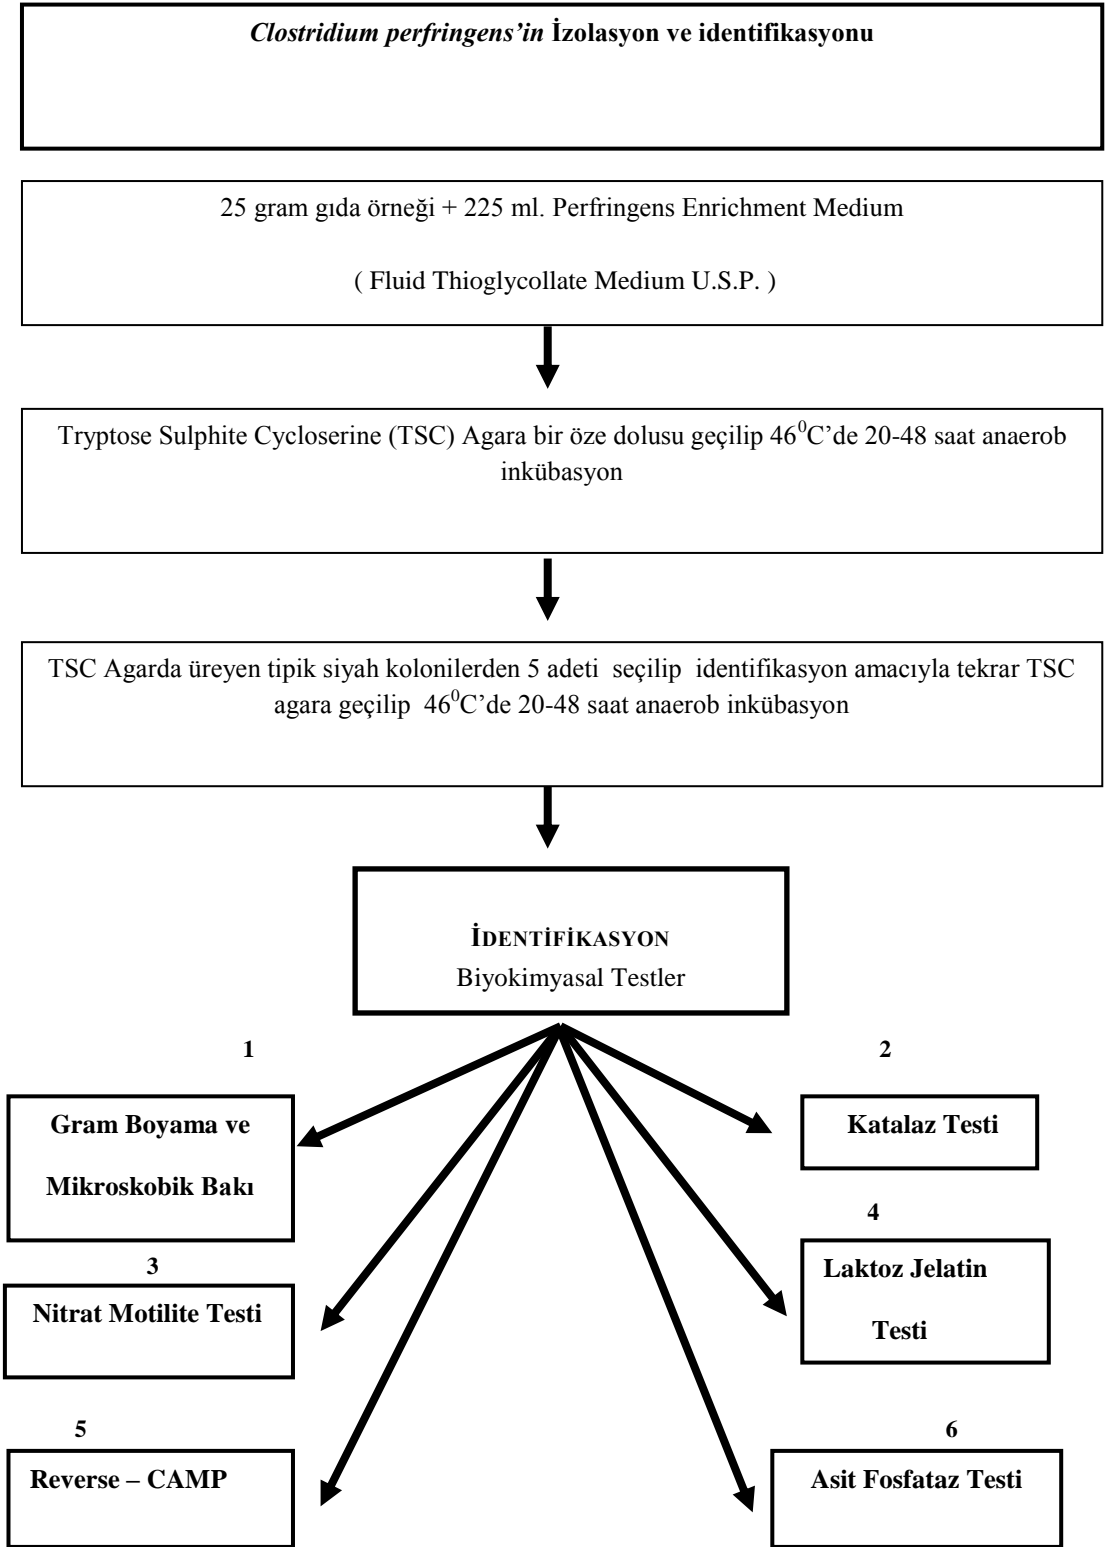 Clostridium perfringens’in İzolasyon ve identifikasyonu
25 gram gıda örneği + 225 ml. Perfringens Enrichment Medium
( Fluid Thioglycollate Medium U.S.P. )
Tryptose Sulphite Cycloserine (TSC) Agara bir öze dolusu geçilip 46⁰C’de 20-48 saat anaerob
inkübasyon
TSC Agarda üreyen tipik siyah kolonilerden 5 adeti seçilip identifikasyon amacıyla tekrar TSC
agara geçilip 46⁰C’de 20-48 saat anaerob inkübasyon
İDENTİFİKASYON
Biyokimyasal Testler
1
2
Gram Boyama ve
Mikroskobik Bakı
Katalaz Testi
3
4
Nitrat Motilite Testi
Laktoz Jelatin
Testi
5
6
Reverse – CAMP
Asit Fosfataz Testi